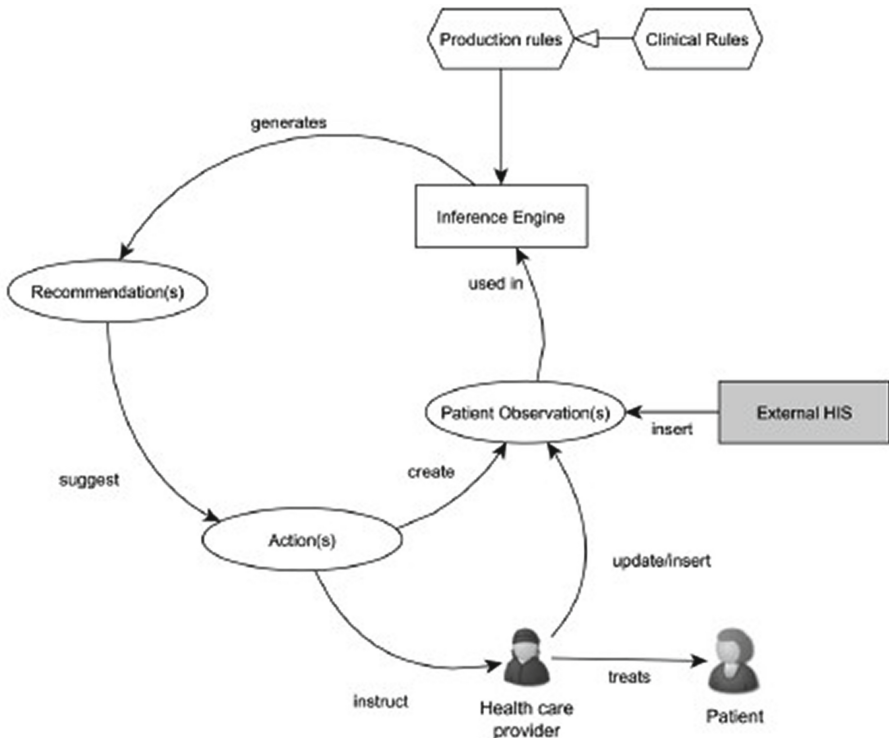 Production rules
Clinical Rules
generates
Inference Engine
used in
Recommendation(s)
Patient Observation(s)
External HIS
insert
create
suggest
Action(s)
update/insert
treats
instruct
Health care
provider
Patient